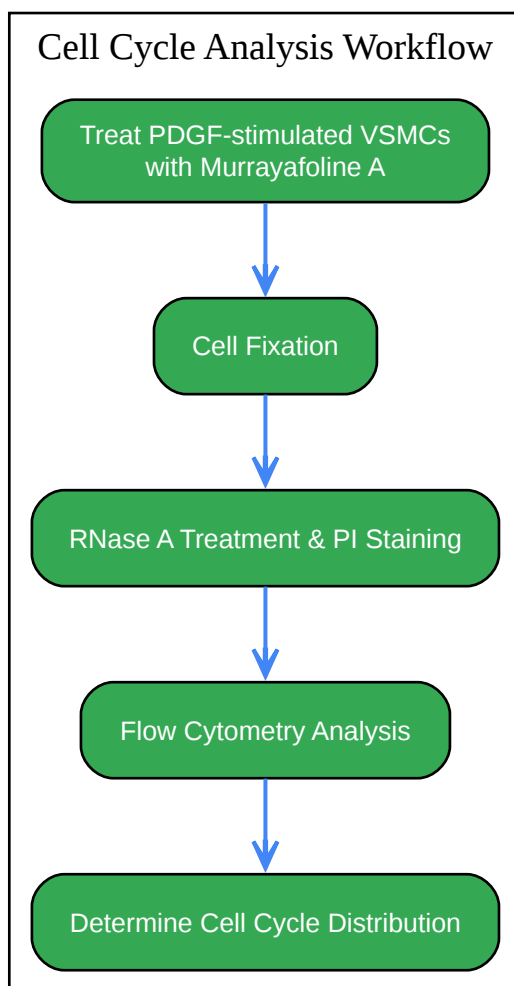 Cell Cycle Analysis Workflow
Treat PDGF-stimulated VSMCs
with Murrayafoline A
Cell Fixation
RNase A Treatment & PI Staining
Flow Cytometry Analysis
Determine Cell Cycle Distribution